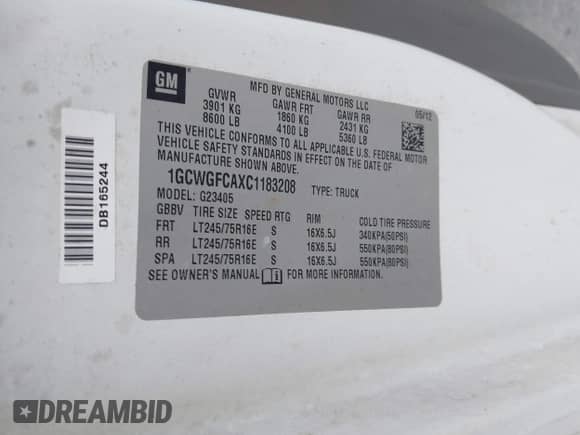 GM
MFD BY GENERAL MOTORS LLC
GVWR GAWR FRT GAWR RR 05/12
3901 KG 1860 KG 2431 KG
8600 LB 4100 LB 5360 LB
THIS VEHICLE CONFORMS TO ALL APPLICABLE U.S. FEDERAL MOTOR
VEHICLE SAFETY STANDARDS IN EFFECT ON THE DATE OF
MANUFACTURE SHOWN ABOVE.
1GCWGFCAXC1183208 TYPE: TRUCK
MODEL: G23405
GBBV TIRE SIZE SPEED RTG RIM COLD TIRE PRESSURE
FRT LT245/75R16E S 16X6.5J 340KPA(50PSI)
RR LT245/75R16E S 16X6.5J 550KPA(80PSI)
SPA LT245/75R16E S 16X6.5J 550KPA(80PSI)
SEE OWNER'S MANUAL FOR MORE INFORMATION.
DB165244
DREAMBID